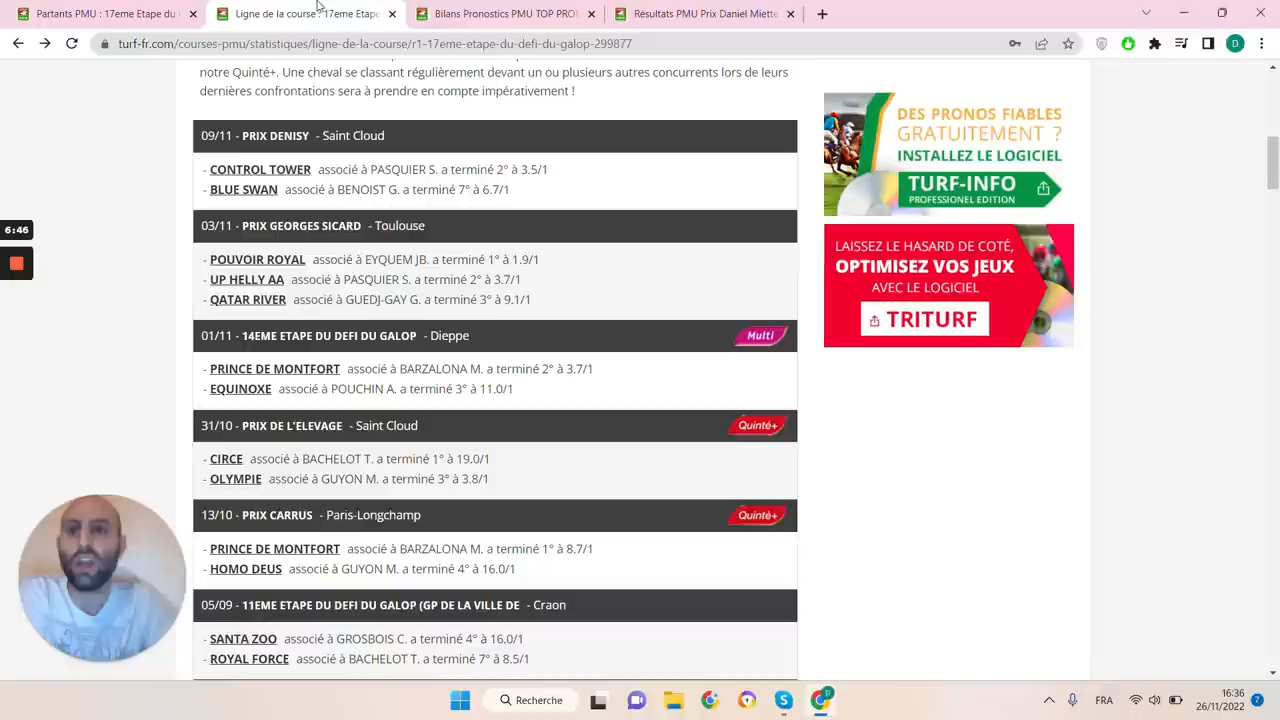 Pronostics PMU : 17eme Etape
Ligne de la course : 17eme Etape
Pronostics Impacts du TOP PRO
Résultats PMU Prix Daniel Miette
turf-fr.com/courses-pmu/statistiques/ligne-de-la-course/r1-17eme-etape-du-defi-du-galop-299877
D
notre Quinté+. Une cheval se classant régulièrement devant un ou plusieurs autres concurrents lors de leurs
dernières confrontations sera à prendre en compte impérativement !
09/11 - PRIX DENISY - Saint Cloud
- CONTROL TOWER associé à PASQUIER S. a terminé 2° à 3.5/1
- BLUE SWAN associé à BENOIST G. a terminé 7° à 6.7/1
03/11 - PRIX GEORGES SICARD - Toulouse
- POUVOIR ROYAL associé à EYQUEM JB. a terminé 1° à 1.9/1
- UP HELLY AA associé à PASQUIER S. a terminé 2° à 3.7/1
- QATAR RIVER associé à GUEDJ-GAY G. a terminé 3° à 9.1/1
01/11 - 14EME ETAPE DU DEFI DU GALOP - Dieppe
Multi
- PRINCE DE MONTFORT associé à BARZALONA M. a terminé 2° à 3.7/1
- EQUINOXE associé à POUCHIN A. a terminé 3° à 11.0/1
31/10 - PRIX DE L'ELEVAGE - Saint Cloud
Quinté+
- CIRCE associé à BACHELOT T. a terminé 1° à 19.0/1
- OLYMPIE associé à GUYON M. a terminé 3° à 3.8/1
13/10 - PRIX CARRUS - Paris-Longchamp
Quinté+
- PRINCE DE MONTFORT associé à BARZALONA M. a terminé 1° à 8.7/1
- HOMO DEUS associé à GUYON M. a terminé 4° à 16.0/1
05/09 - 11EME ETAPE DU DEFI DU GALOP (GP DE LA VILLE DE - Craon
- SANTA ZOO associé à GROSBOIS C. a terminé 4° à 16.0/1
- ROYAL FORCE associé à BACHELOT T. a terminé 7° à 8.5/1
DES PRONOS FIABLES
GRATUITEMENT ?
INSTALLEZ LE LOGICIEL
TURF-INFO
PROFESSIONEL EDITION
LAISSEZ LE HASARD DE COTÉ,
OPTIMISEZ VOS JEUX
AVEC LE LOGICIEL
TRITURF
6:46
Recherche
FRA
16:36
26/11/2022
7